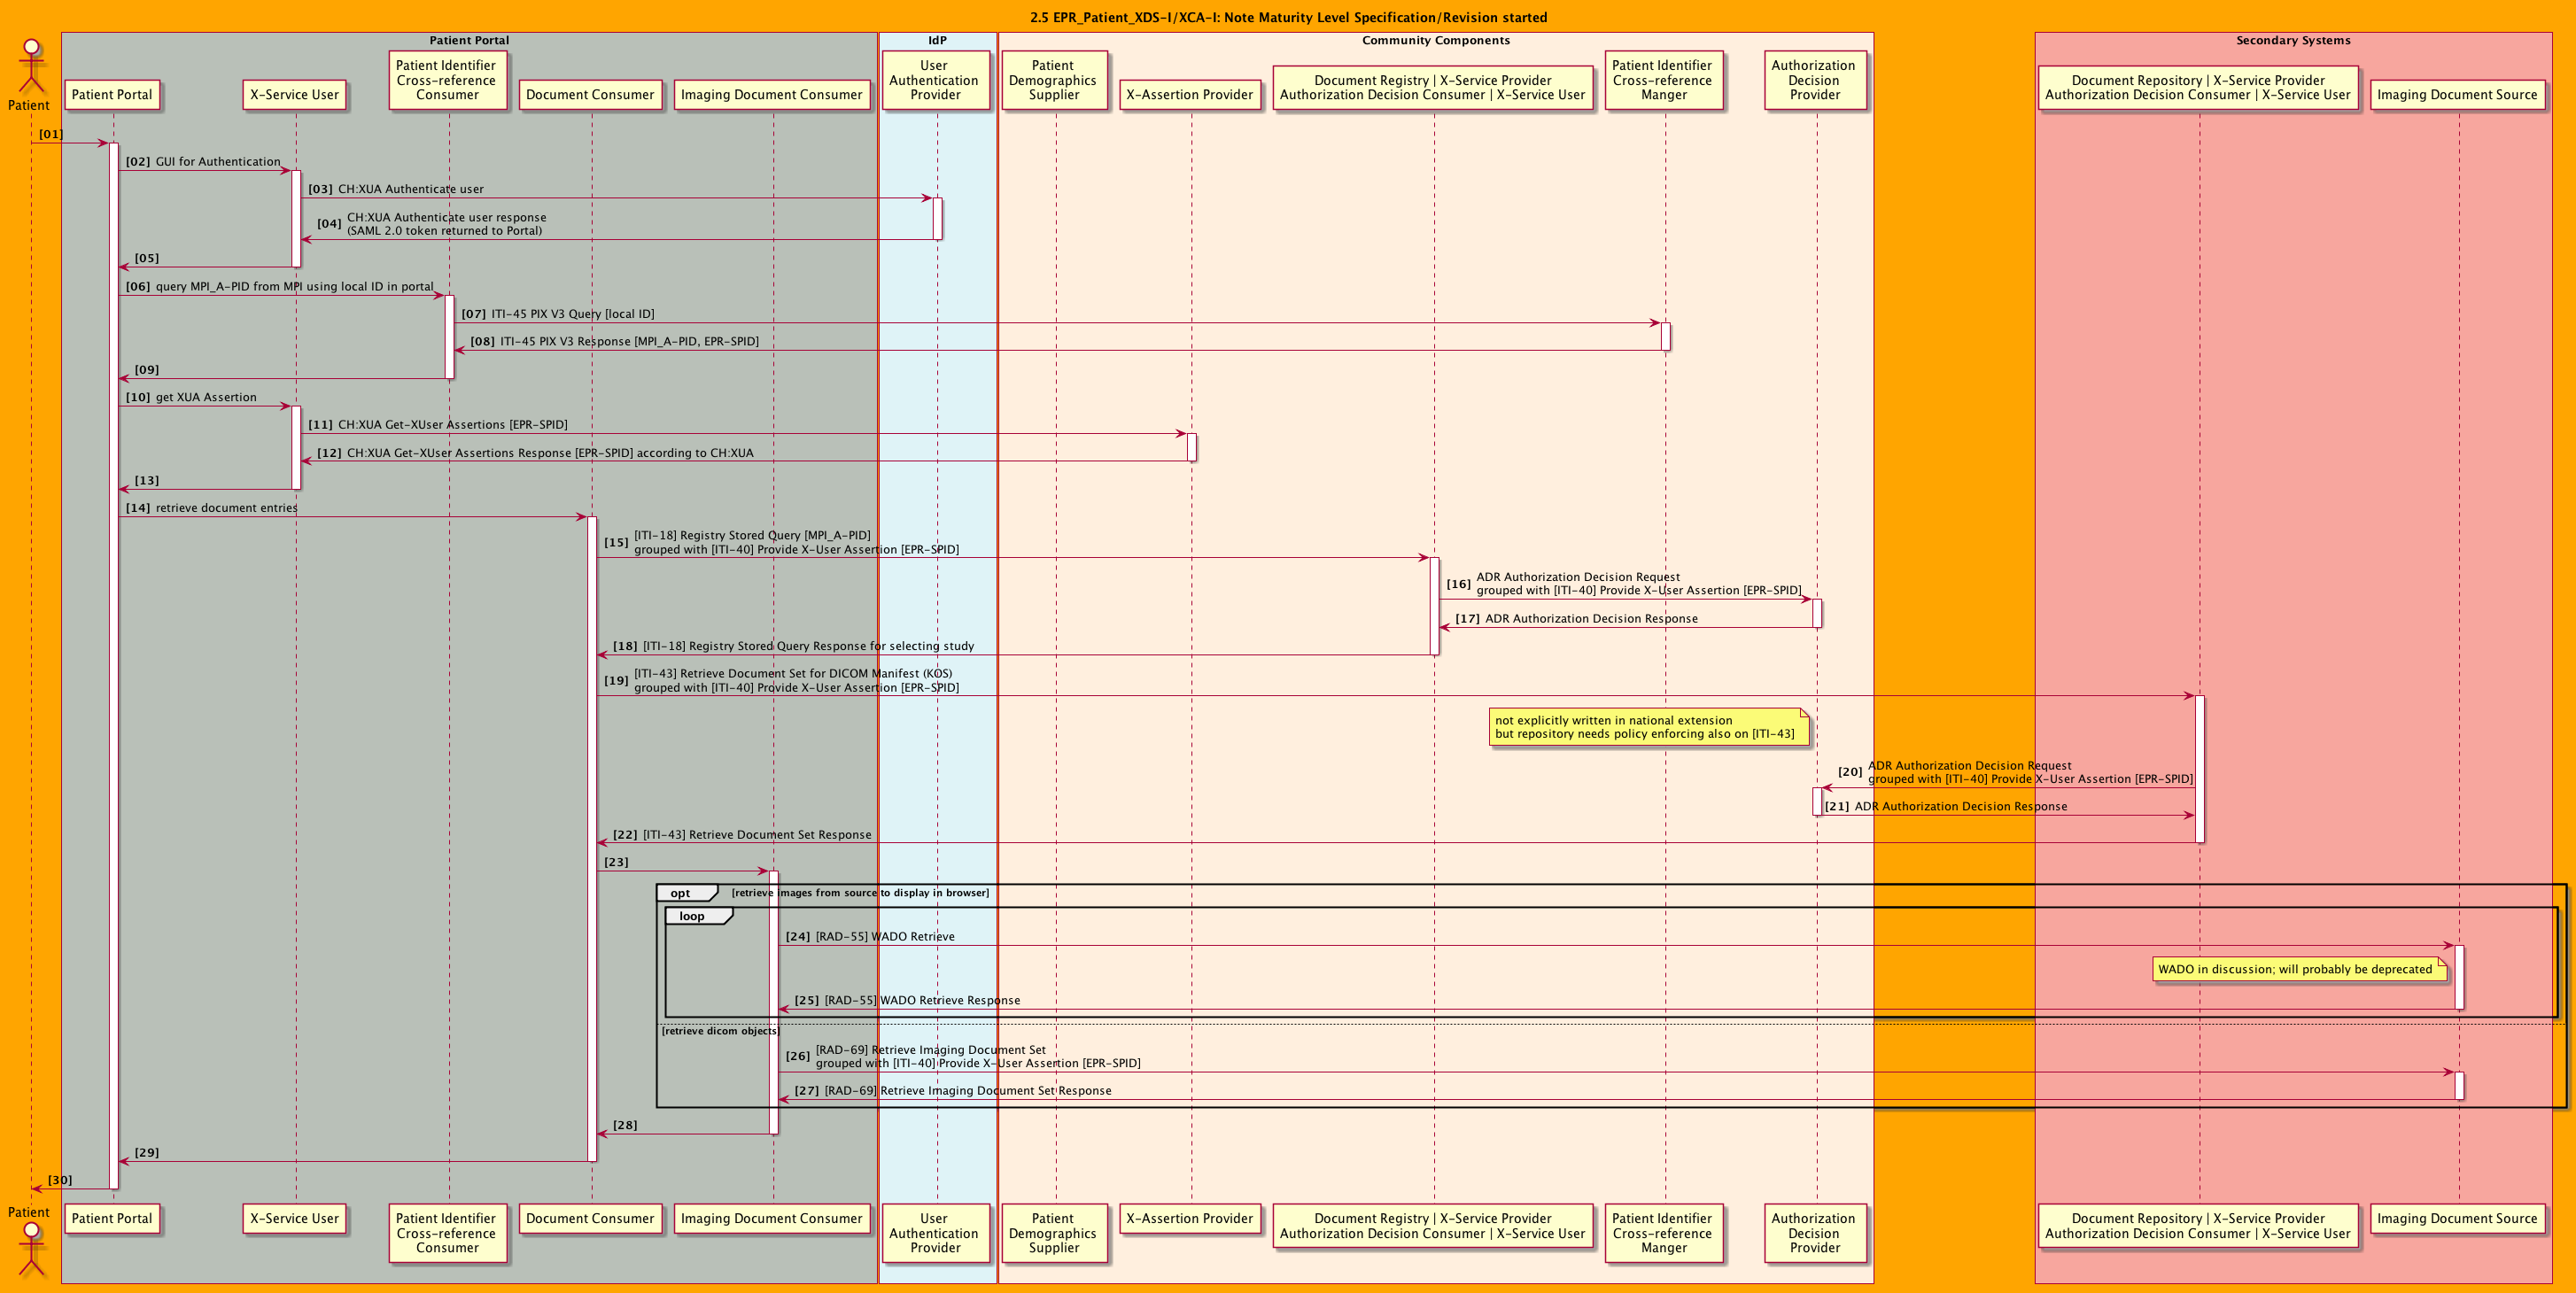 2.5 EPR_Patient_XDS-I/XCA-I: Note Maturity Level Specification/Revision started
Patient Portal
IdP
Community Components
Secondary Systems
Patient
Patient Portal
X-Service User
Patient Identifier
Cross-reference
Consumer
Document Consumer
Imaging Document Consumer
User
Authentication
Provider
Patient
Demographics
Supplier
X-Assertion Provider
Document Registry | X-Service Provider
Authorization Decision Consumer | X-Service User
Patient Identifier
Cross-reference
Manger
Authorization
Decision
Provider
Document Repository | X-Service Provider
Authorization Decision Consumer | X-Service User
Imaging Document Source
[01]
[02] GUI for Authentication
[03] CH:XUA Authenticate user
[04] CH:XUA Authenticate user response
(SAML 2.0 token returned to Portal)
[05]
[06] query MPI_A-PID from MPI using local ID in portal
[07] ITI-45 PIX V3 Query [local ID]
[08] ITI-45 PIX V3 Response [MPI_A-PID, EPR-SPID]
[09]
[10] get XUA Assertion
[11] CH:XUA Get-XUser Assertions [EPR-SPID]
[12] CH:XUA Get-XUser Assertions Response [EPR-SPID] according to CH:XUA
[13]
[14] retrieve document entries
[15] [ITI-18] Registry Stored Query [MPI_A-PID]
grouped with [ITI-40] Provide X-User Assertion [EPR-SPID]
[16] ADR Authorization Decision Request
grouped with [ITI-40] Provide X-User Assertion [EPR-SPID]
[17] ADR Authorization Decision Response
[18] [ITI-18] Registry Stored Query Response for selecting study
[19] [ITI-43] Retrieve Document Set for DICOM Manifest (KOS)
grouped with [ITI-40] Provide X-User Assertion [EPR-SPID]
not explicitly written in national extension
but repository needs policy enforcing also on [ITI-43]
[20] ADR Authorization Decision Request
grouped with [ITI-40] Provide X-User Assertion [EPR-SPID]
[21] ADR Authorization Decision Response
[22] [ITI-43] Retrieve Document Set Response
[23]
opt [retrieve images from source to display in browser]
loop
[24] [RAD-55] WADO Retrieve
WADO in discussion; will probably be deprecated
[25] [RAD-55] WADO Retrieve Response
[retrieve dicom objects]
[26] [RAD-69] Retrieve Imaging Document Set
grouped with [ITI-40] Provide X-User Assertion [EPR-SPID]
[27] [RAD-69] Retrieve Imaging Document Set Response
[28]
[29]
[30]
Patient
Patient Portal
X-Service User
Patient Identifier
Cross-reference
Consumer
Document Consumer
Imaging Document Consumer
User
Authentication
Provider
Patient
Demographics
Supplier
X-Assertion Provider
Document Registry | X-Service Provider
Authorization Decision Consumer | X-Service User
Patient Identifier
Cross-reference
Manger
Authorization
Decision
Provider
Document Repository | X-Service Provider
Authorization Decision Consumer | X-Service User
Imaging Document Source